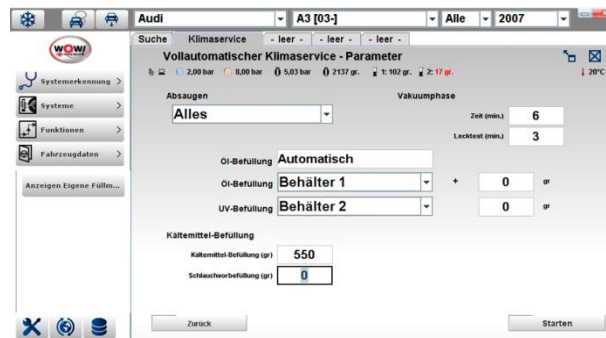 Audi A3 [03-] Alle 2007
Suche Klimaservice - leer - - leer - - leer -
WOW!
Vollautomatischer Klimaservice - Parameter
2,00 bar 8,00 bar 5,03 bar 2137 gr. 1: 102 gr. 2: 17 gr. 20°C
Systemerkennung >
Systeme >
Funktionen >
Fahrzeugdaten >
Anzeigen Eigene Füllm...
Absaugen Vakuumphase
Alles Zeit (min.) 6
Lecktest (min.) 3
Öl-Befüllung Automatisch
Öl-Befüllung Behälter 1 + 0 gr
UV-Befüllung Behälter 2 0 gr
Kältemittel-Befüllung
Kältemittel-Befüllung (gr) 550
Schlauchvorbefüllung (gr) 0
Zurück Starten